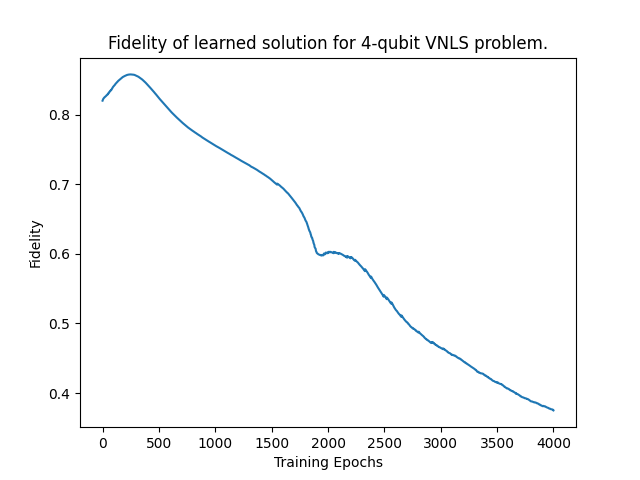 Fidelity of learned solution for 4-qubit VNLS problem.
0.8
0.7
0.6
0.5
0.4
Fidelity
0 500 1000 1500 2000 2500 3000 3500 4000
Training Epochs